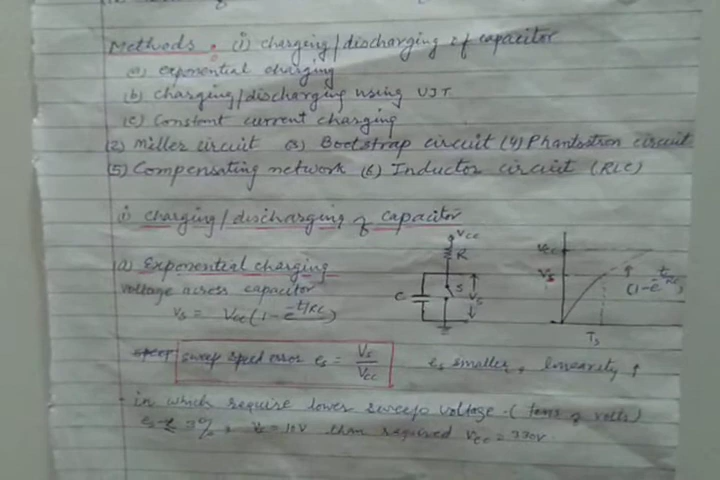 Methods : (i) charging/discharging of capacitor
(a) exponential charging
(b) charging/discharging using UJT
(c) Constant current charging
(2) Miller circuit (3) Bootstrap circuit (4) Phantastron circuit
(5) Compensating network (6) Inductor circuit (RLC)
(i) charging/discharging of capacitor
(a) Exponential charging
voltage across capacitor
Vs = Vcc (1 - e^-t/RC)
Vcc
R
C
S
Vs
Vcc
Vs
(1 - e^-t/RC)
Ts
sweep speed error es = Vs/Vcc
es smaller, linearity ↑
- in which require lower sweep voltage - (tens of volts)
Vs = 10V then required Vcc = 330V